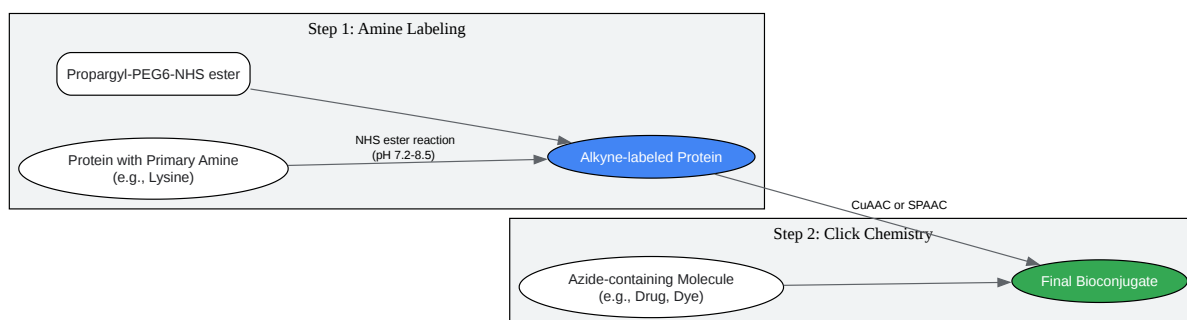 Step 1: Amine Labeling
Propargyl-PEG6-NHS ester
Protein with Primary Amine
(e.g., Lysine)
NHS ester reaction
(pH 7.2-8.5)
Alkyne-labeled Protein
CuAAC or SPAAC
Step 2: Click Chemistry
Azide-containing Molecule
(e.g., Drug, Dye)
Final Bioconjugate